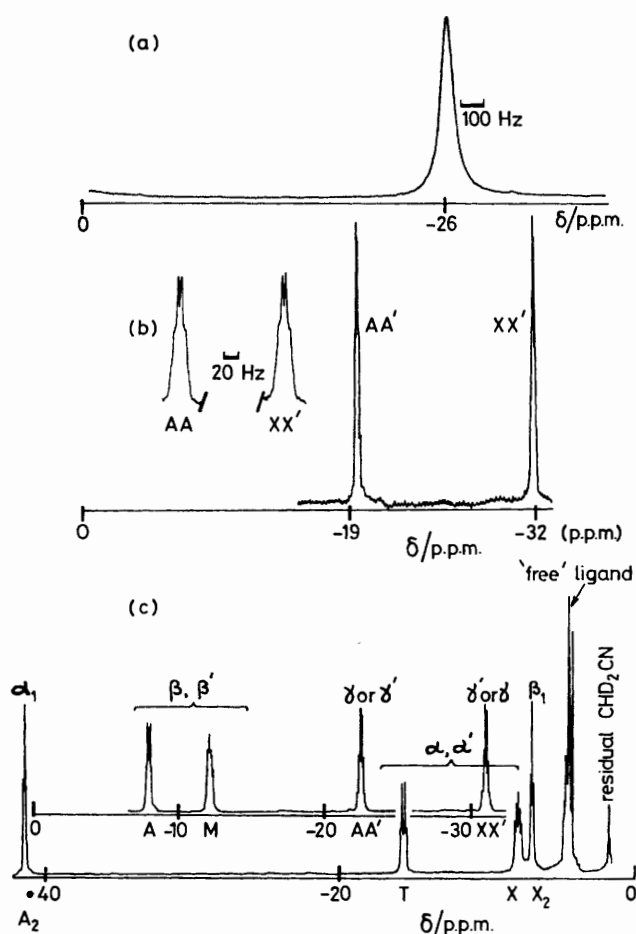 (a)
100 Hz
0 -26 δ/p.p.m.
(b)
AA' XX'
20 Hz
AA XX'
0 -19 -32 (p.p.m.)
δ/p.p.m.
'free' ligand
(c)
α₁ β, β' γ or γ' γ' or γ β₁
α, α'
residual CHD₂CN
0 -10 -20 -30
A M AA' XX'
•40 -20 0
A₂ T X X₂
δ/p.p.m.